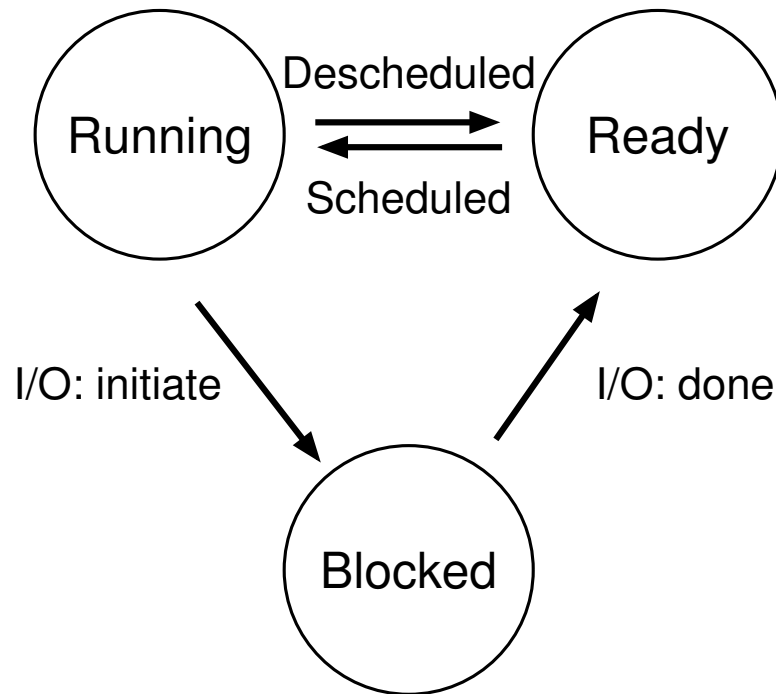 Descheduled
Running
Ready
Scheduled
I/O: initiate
I/O: done
Blocked